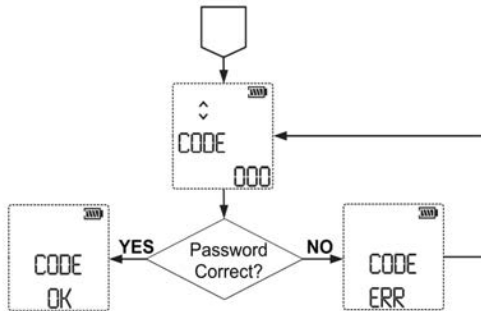 CODE
000
YES
Password
Correct?
NO
CODE
OK
CODE
ERR